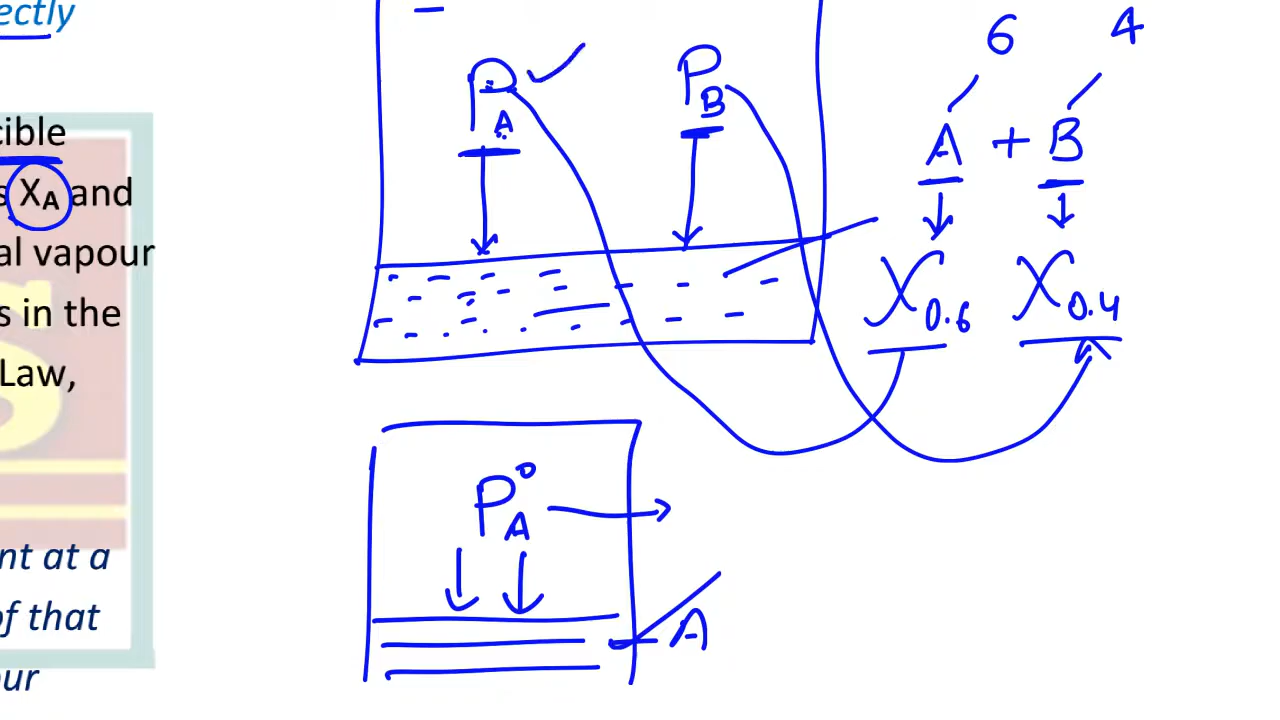 ectly
cible
s XA and
al vapour
s in the
Law,
nt at a
of that
our
PA PB
6 4
A + B
X0.6 X0.4
P°A
A